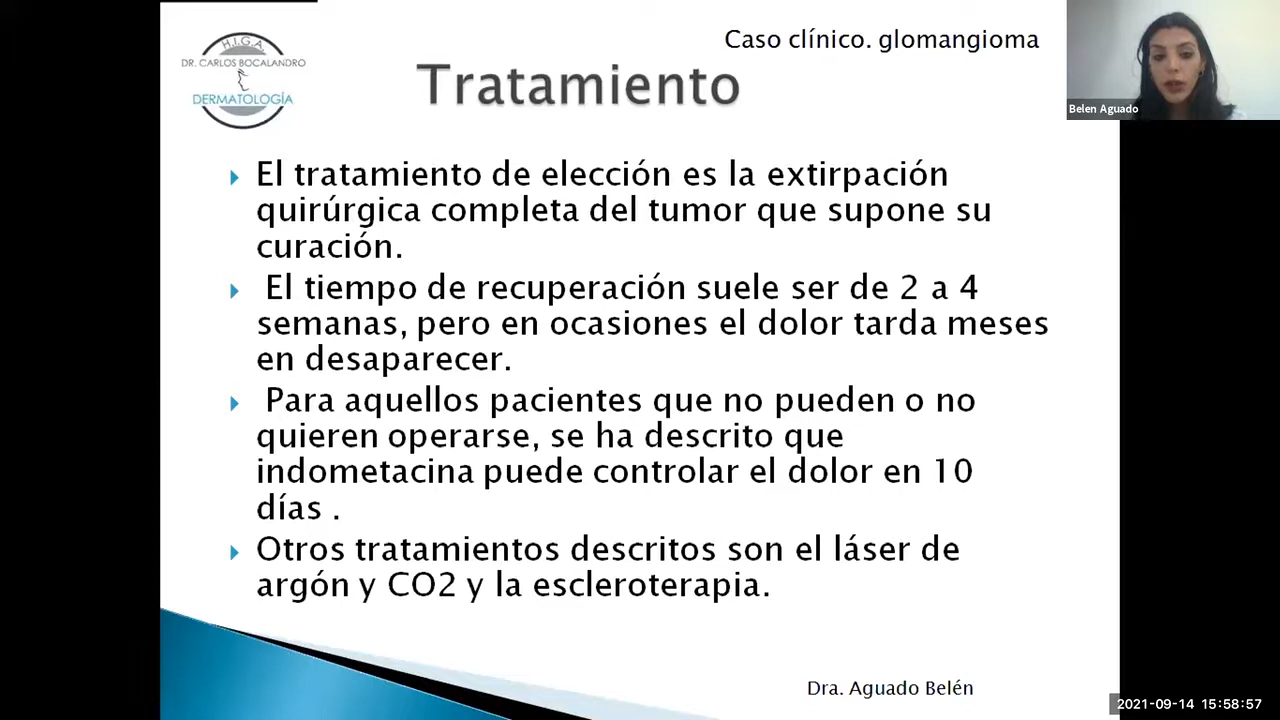 Caso clínico. glomangioma
H.I.G.A.
DR. CARLOS BOCALANDRO
DERMATOLOGÍA
Tratamiento
Belen Aguado
El tratamiento de elección es la extirpación
quirúrgica completa del tumor que supone su
curación.
El tiempo de recuperación suele ser de 2 a 4
semanas, pero en ocasiones el dolor tarda meses
en desaparecer.
Para aquellos pacientes que no pueden o no
quieren operarse, se ha descrito que
indometacina puede controlar el dolor en 10
días .
Otros tratamientos descritos son el láser de
argón y CO2 y la escleroterapia.
Dra. Aguado Belén
2021-09-14 15:58:57